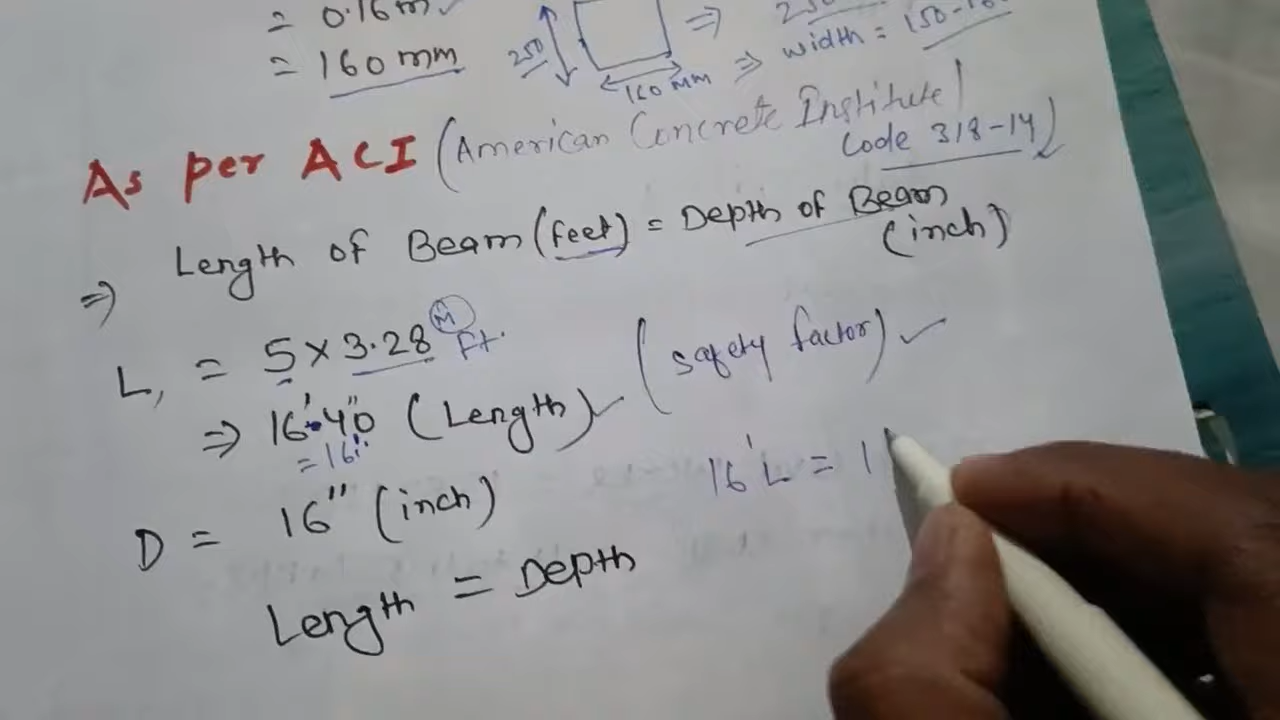 = 0.16m
= 160 mm
250
160 MM
=>
=> width = 150-
As per ACI (American Concrete Institute)
Code 318-14)
=> Length of Beam (feet) = Depth of Beam
(inch)
L, = 5 × 3.28 M ft.
(safety factor) ✓
=> 16'.40" (Length) ✓
= 16'
16' L = 1
D = 16" (inch)
Length = Depth